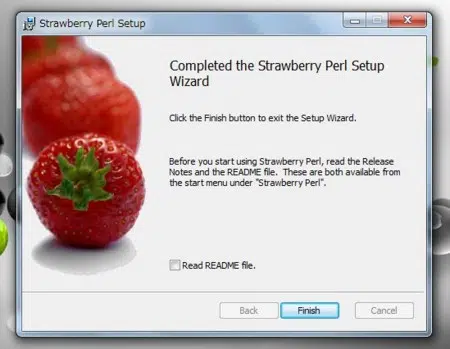 Strawberry Perl Setup
Completed the Strawberry Perl Setup
Wizard
Click the Finish button to exit the Setup Wizard.
Before you start using Strawberry Perl, read the Release
Notes and the README file. These are both available from
the start menu under "Strawberry Perl".
Read README file.
Back
Finish
Cancel